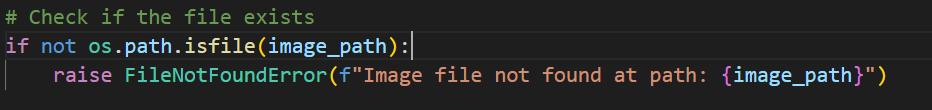 # Check if the file exists
if not os.path.isfile(image_path):
    raise FileNotFoundError(f"Image file not found at path: {image_path}")